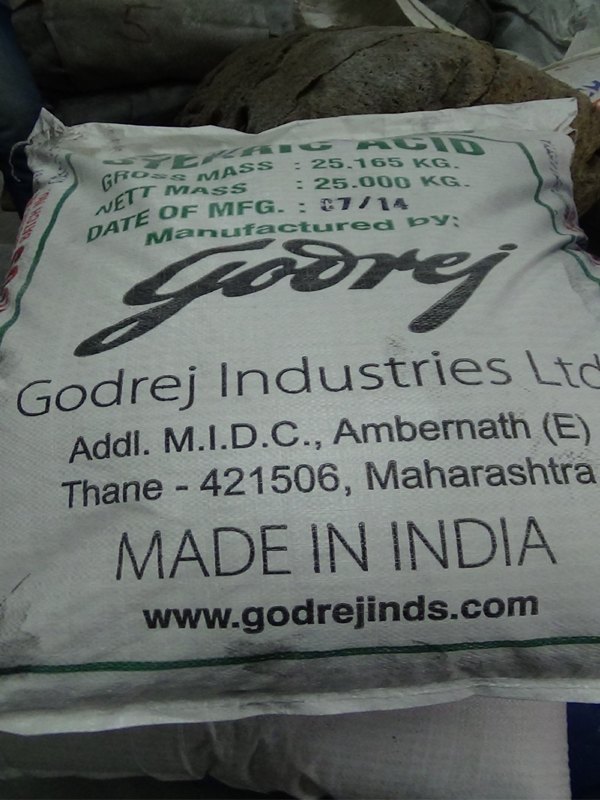 STEARIC ACID
GROSS MASS : 25.165 KG.
NETT MASS : 25.000 KG.
DATE OF MFG. : 07/14
Manufactured by:
Godrej
Godrej Industries Ltd
Addl. M.I.D.C., Ambernath (E)
Thane - 421506, Maharashtra
MADE IN INDIA
www.godrejinds.com
5